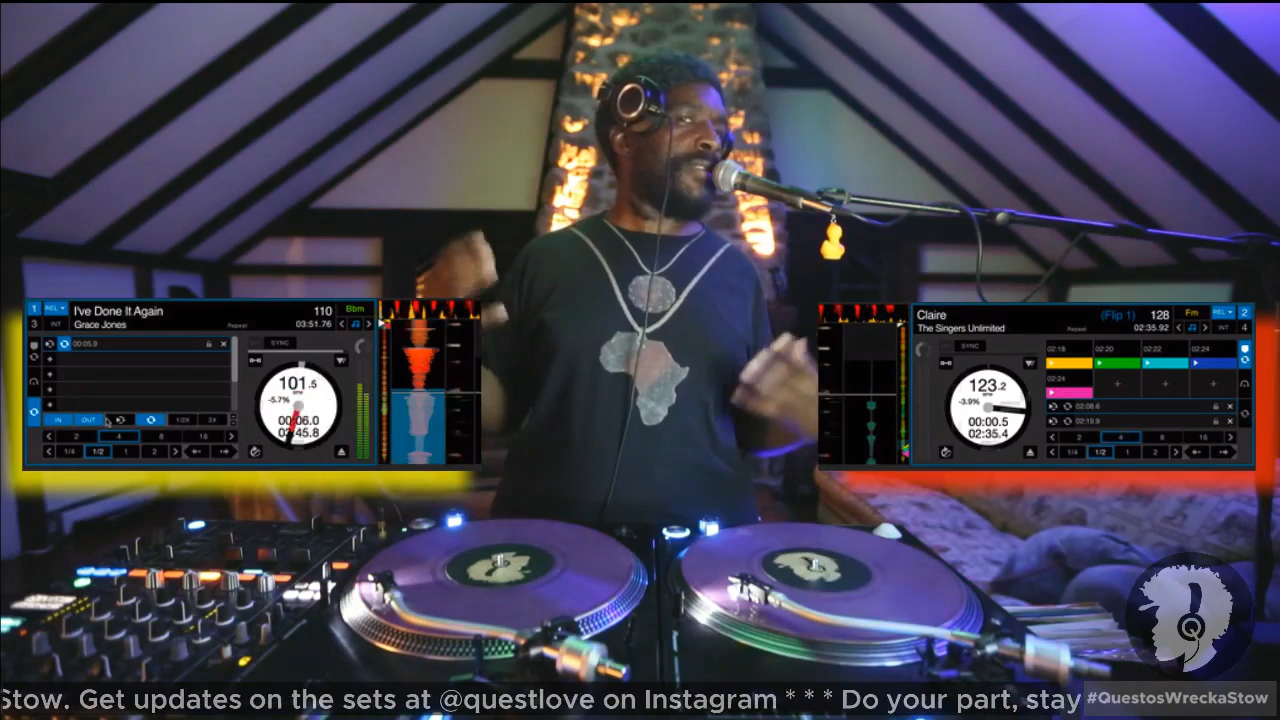 1 REL I've Done It Again 110 Bbm
3 INT Grace Jones Repeat 03:51.76
SYNC
00:05.9
101.5
BPM
-5.7%
00:06.0
03:45.8
IN OUT 1/2X 2X
2 4 8 16
1/4 1/2 1 2
Claire (Flip 1) 128 Fm REL 2
The Singers Unlimited Repeat 02:35.92 INT 4
SYNC
02:18 02:20 02:22 02:24
02:24
123.2
BPM
-3.9%
00:00.5
02:35.4
02:08.6
02:19.9
2 4 8 16
1/4 1/2 1 2
Stow. Get updates on the sets at @questlove on Instagram * * * Do your part, stay
#QuestosWreckaStow